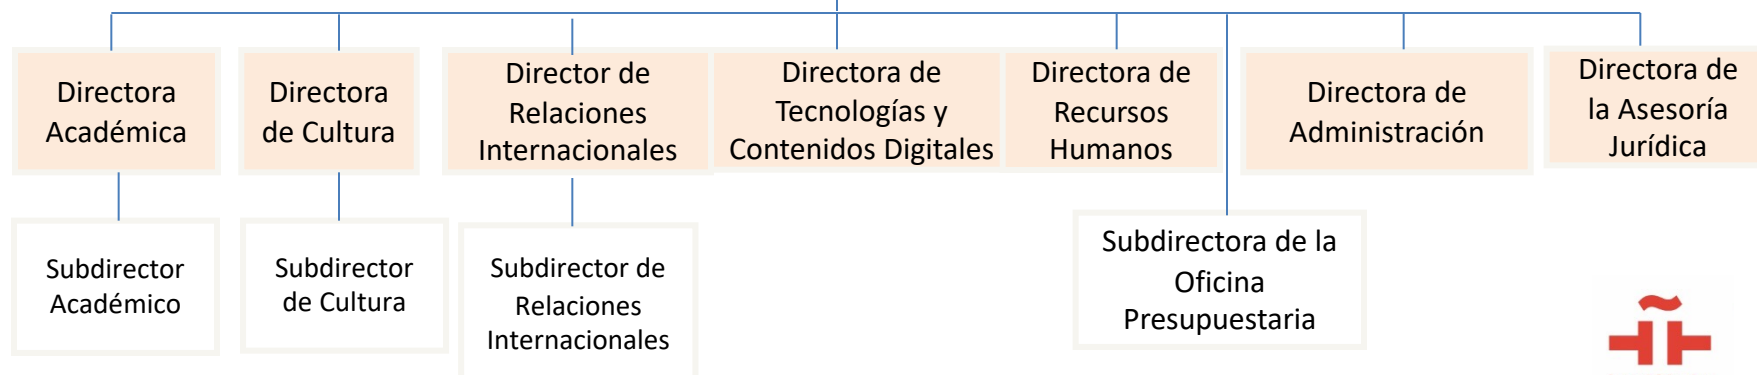 Directora
Académica
Directora
de Cultura
Director de
Relaciones
Internacionales
Directora de
Tecnologías y
Contenidos Digitales
Directora de
Recursos
Humanos
Directora de
Administración
Directora de
la Asesoría
Jurídica
Subdirector
Académico
Subdirector
de Cultura
Subdirector de
Relaciones
Internacionales
Subdirectora de la
Oficina
Presupuestaria